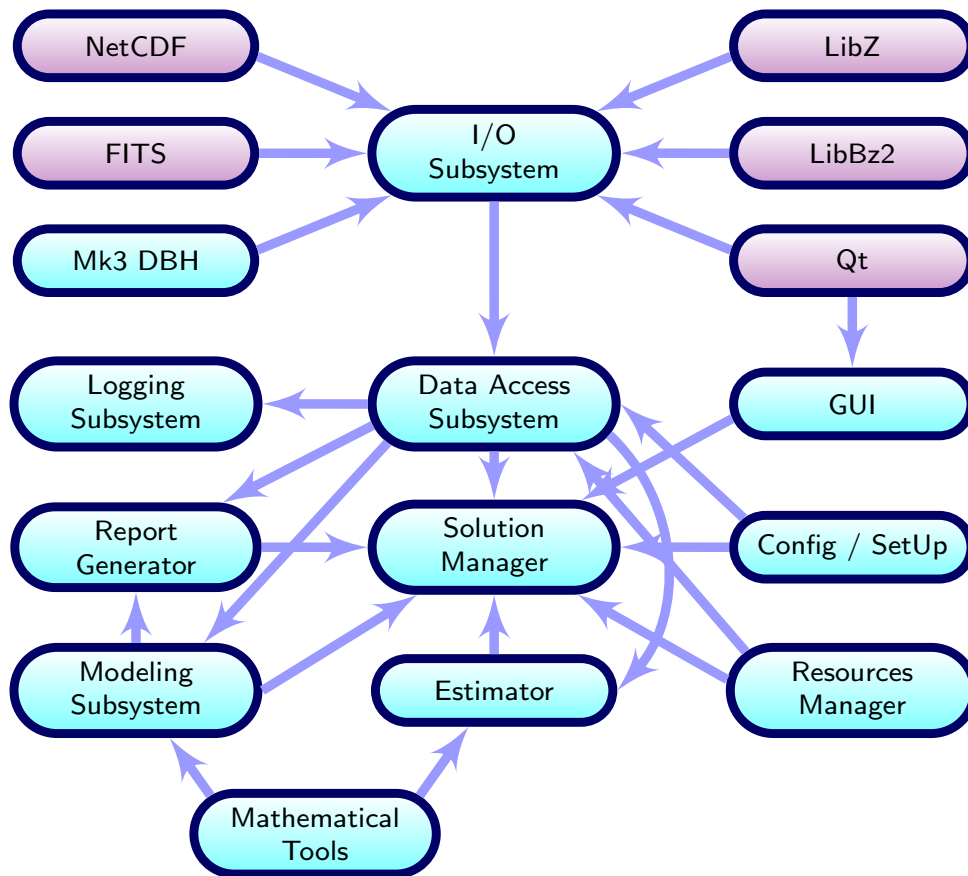 NetCDF
LibZ
I/O
Subsystem
FITS
LibBz2
Mk3 DBH
Qt
Logging
Subsystem
Data Access
Subsystem
GUI
Report
Generator
Solution
Manager
Config / SetUp
Modeling
Subsystem
Estimator
Resources
Manager
Mathematical
Tools